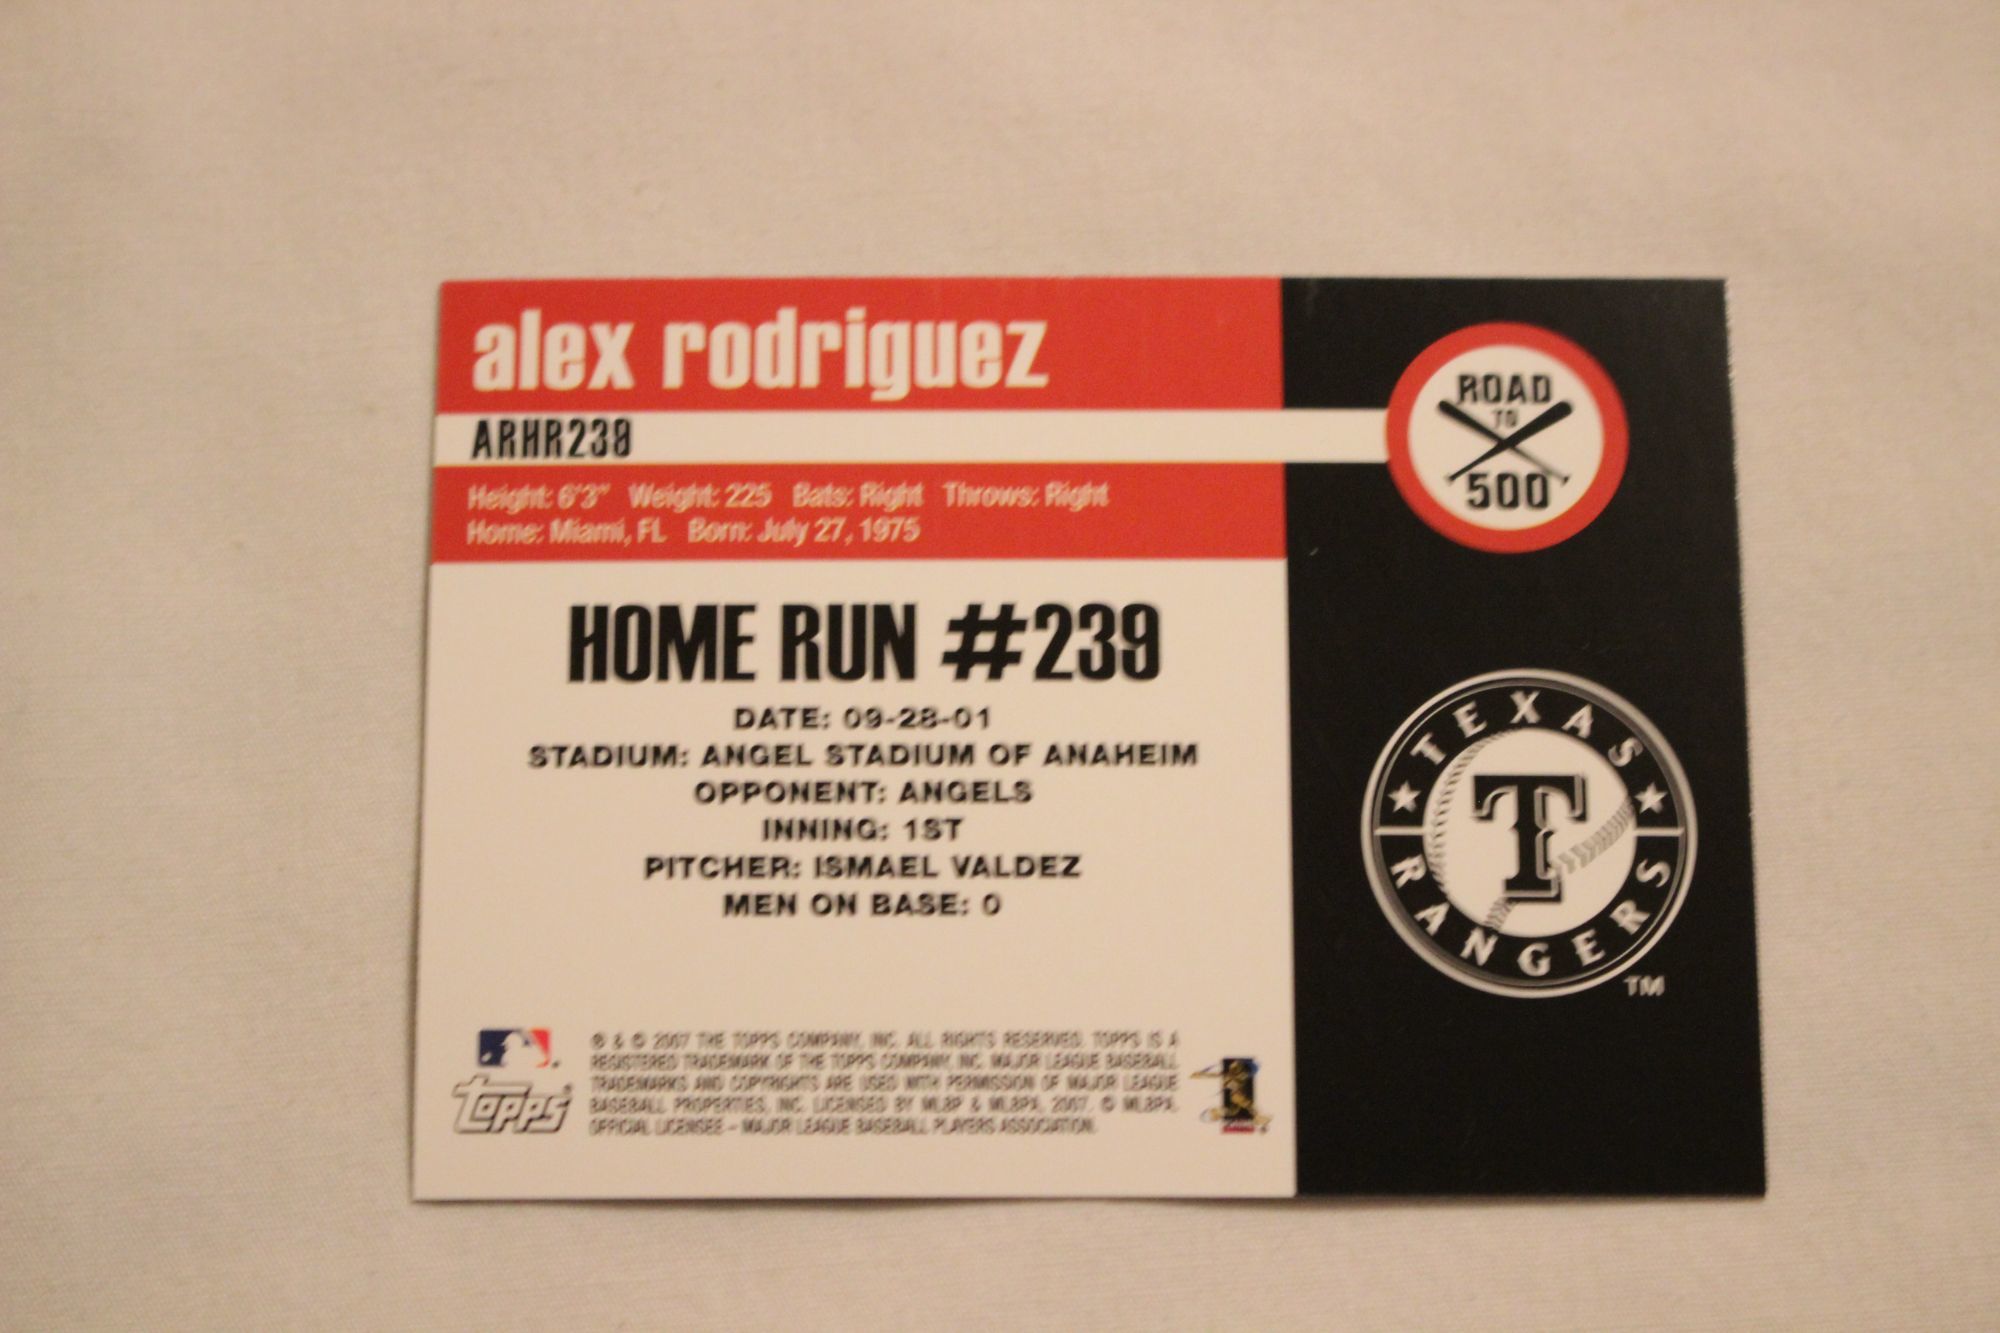 alex rodriguez
ARHR239
Height: 6'3" Weight: 225 Bats: Right Throws: Right
Home: Miami, FL Born: July 27, 1975
ROAD
TO
500
HOME RUN #239
DATE: 09-28-01
STADIUM: ANGEL STADIUM OF ANAHEIM
OPPONENT: ANGELS
INNING: 1ST
PITCHER: ISMAEL VALDEZ
MEN ON BASE: 0
TEXAS
T
RANGERS
TM
Topps®
® & © 2007 THE TOPPS COMPANY, INC. ALL RIGHTS RESERVED. TOPPS IS A
REGISTERED TRADEMARK OF THE TOPPS COMPANY, INC. MAJOR LEAGUE BASEBALL
TRADEMARKS AND COPYRIGHTS ARE USED WITH PERMISSION OF MAJOR LEAGUE
BASEBALL PROPERTIES, INC. LICENSED BY MLBP & MLBPA, 2007. © MLBPA.
OFFICIAL LICENSEE – MAJOR LEAGUE BASEBALL PLAYERS ASSOCIATION.